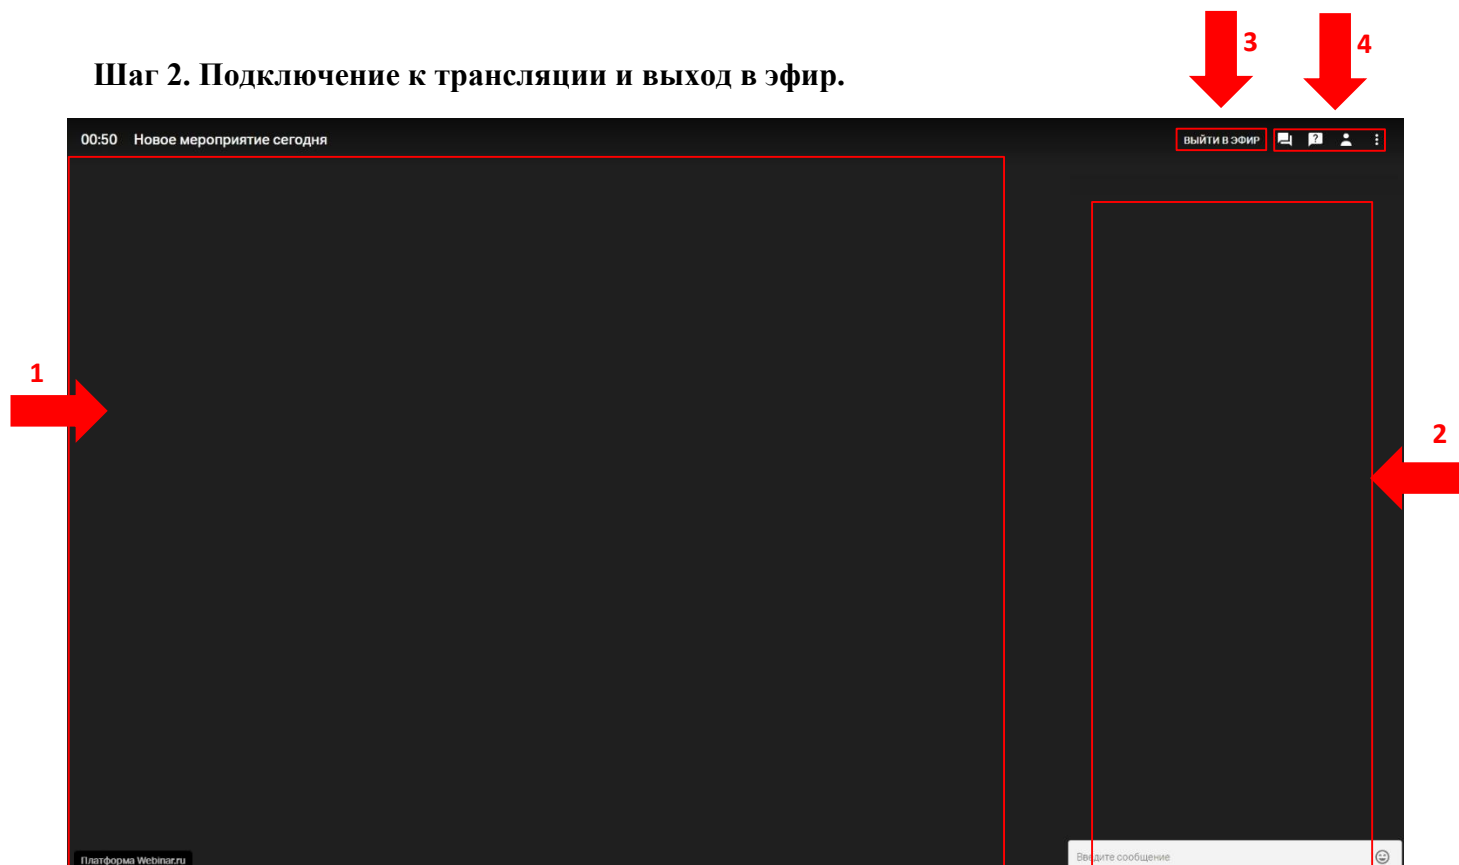 3
4
Шаг 2. Подключение к трансляции и выход в эфир.
00:50 Новое мероприятие сегодня
ВЫЙТИ В ЭФИР
?
1
2
Введите сообщение
Платформа Webinar.ru